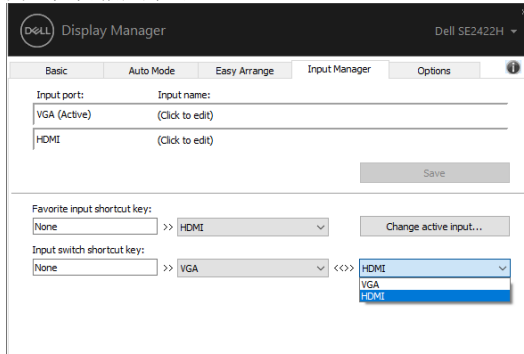 DELL Display Manager Dell SE2422H
Basic Auto Mode Easy Arrange Input Manager Options
Input port: Input name:
VGA (Active) (Click to edit)
HDMI (Click to edit)
Save
Favorite input shortcut key:
None >> HDMI Change active input...
Input switch shortcut key:
None >> VGA <<>> HDMI
VGA
HDMI